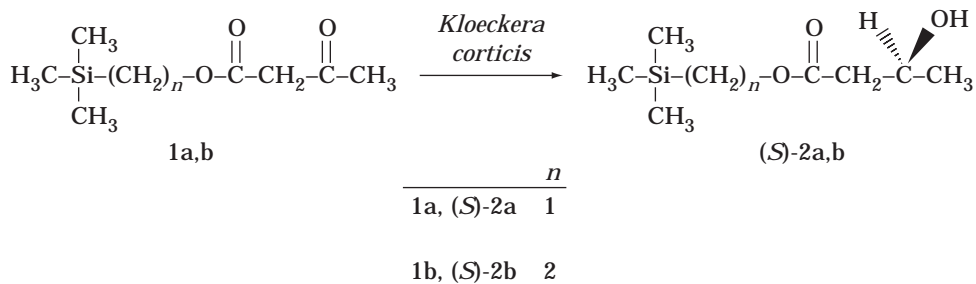 CH₃ O O Kloeckera CH₃ O H OH
H₃C–Si–(CH₂)ₙ–O–C–CH₂–C–CH₃ corticis H₃C–Si–(CH₂)ₙ–O–C–CH₂–C–CH₃
CH₃ CH₃
1a,b (S)-2a,b
n
1a, (S)-2a 1
1b, (S)-2b 2